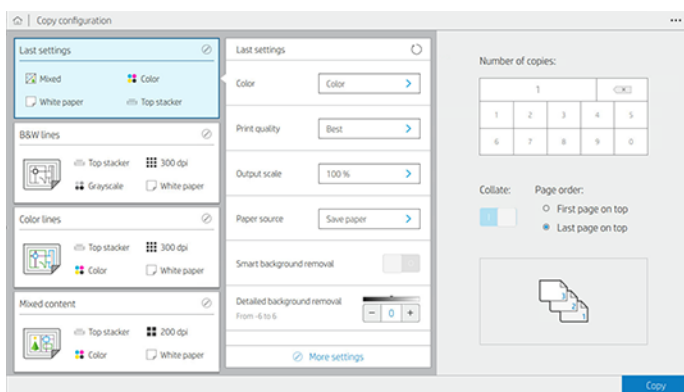 Copy configuration
Last settings
Mixed
Color
White paper
Top stacker
B&W lines
Top stacker
300 dpi
Grayscale
White paper
Color lines
Top stacker
300 dpi
Color
White paper
Mixed content
Top stacker
200 dpi
Color
White paper
Last settings
Color
Color
Print quality
Best
Output scale
100 %
Paper source
Save paper
Smart background removal
Detailed background removal
From -6 to 6
- 0 +
More settings
Number of copies:
1
1 2 3 4 5
6 7 8 9 0
Collate:
Page order:
First page on top
Last page on top
3
2
1
Copy